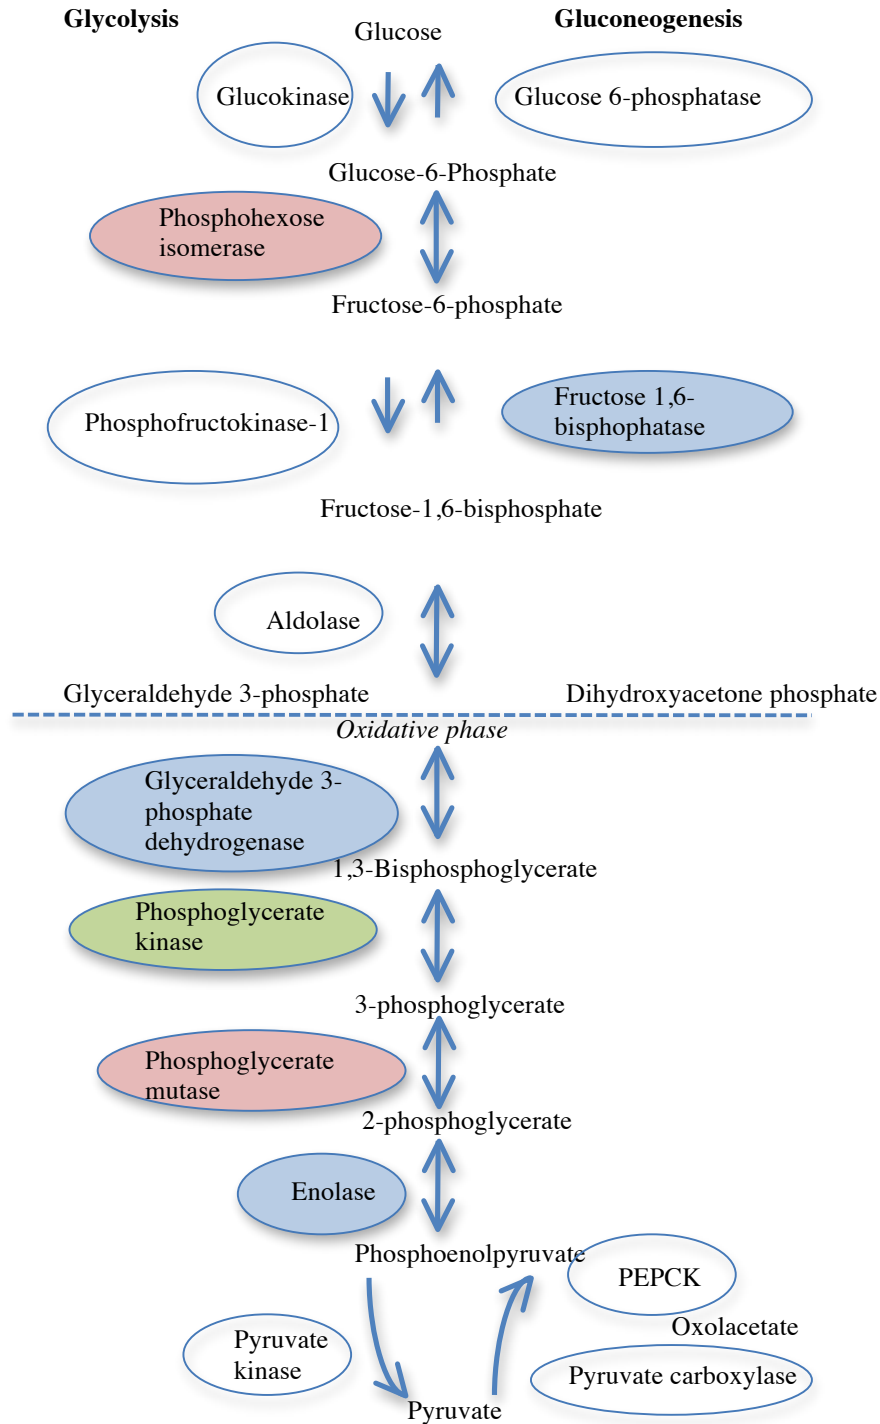 Glycolysis
Glucose
Gluconeogenesis
Glucokinase
Glucose 6-phosphatase
Glucose-6-Phosphate
Phosphohexose
isomerase
Fructose-6-phosphate
Phosphofructokinase-1
Fructose 1,6-
bisphophatase
Fructose-1,6-bisphosphate
Aldolase
Glyceraldehyde 3-phosphate
Dihydroxyacetone phosphate
Oxidative phase
Glyceraldehyde 3-
phosphate
dehydrogenase
1,3-Bisphosphoglycerate
Phosphoglycerate
kinase
3-phosphoglycerate
Phosphoglycerate
mutase
2-phosphoglycerate
Enolase
Phosphoenolpyruvate
PEPCK
Oxolacetate
Pyruvate
kinase
Pyruvate carboxylase
Pyruvate